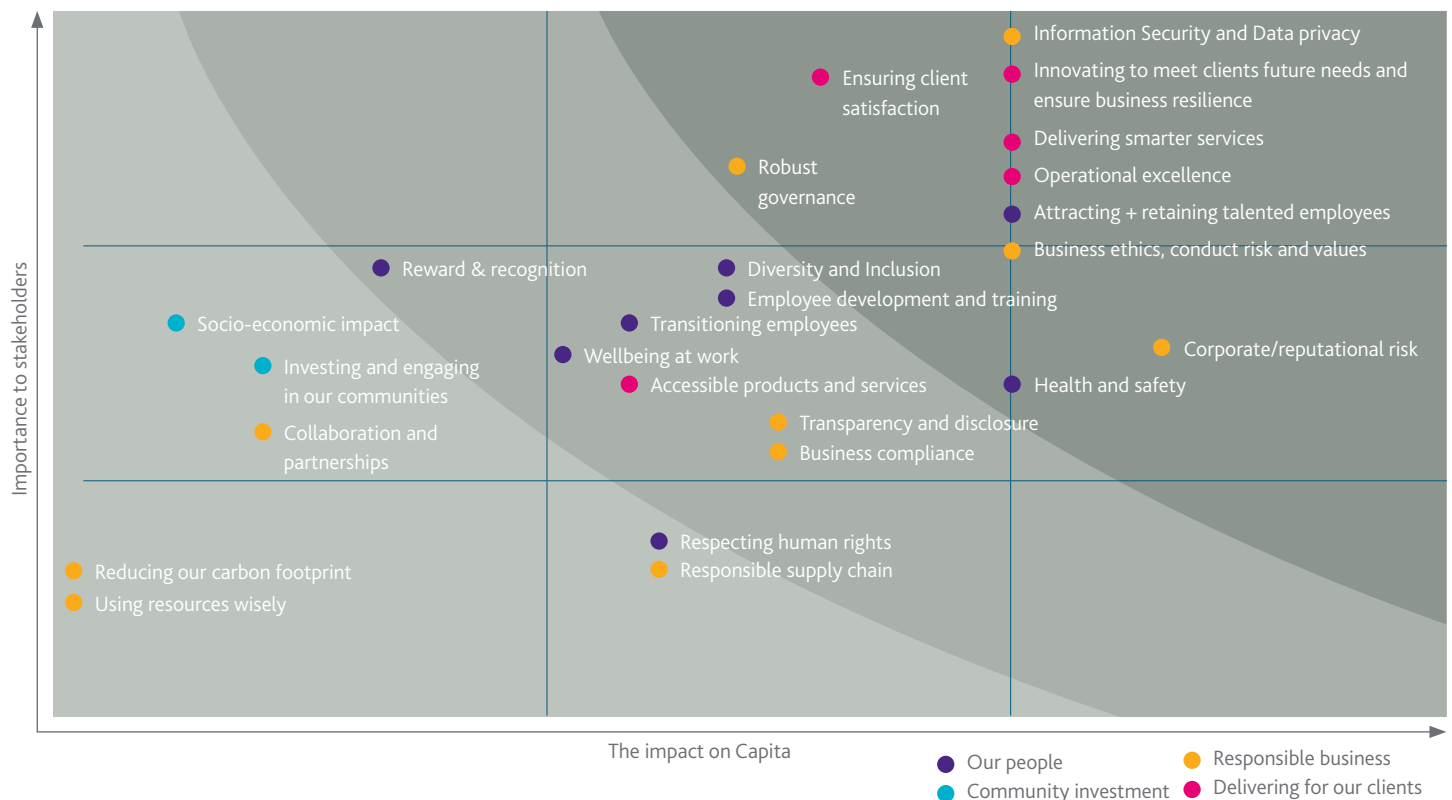 Importance to stakeholders
Information Security and Data privacy
Innovating to meet clients future needs and
ensure business resilience
Ensuring client
satisfaction
Delivering smarter services
Robust
governance
Operational excellence
Attracting + retaining talented employees
Business ethics, conduct risk and values
Reward & recognition
Diversity and Inclusion
Employee development and training
Socio-economic impact
Transitioning employees
Wellbeing at work
Corporate/reputational risk
Investing and engaging
in our communities
Accessible products and services
Health and safety
Collaboration and
partnerships
Transparency and disclosure
Business compliance
Respecting human rights
Responsible supply chain
Reducing our carbon footprint
Using resources wisely
The impact on Capita
Our people
Responsible business
Community investment
Delivering for our clients